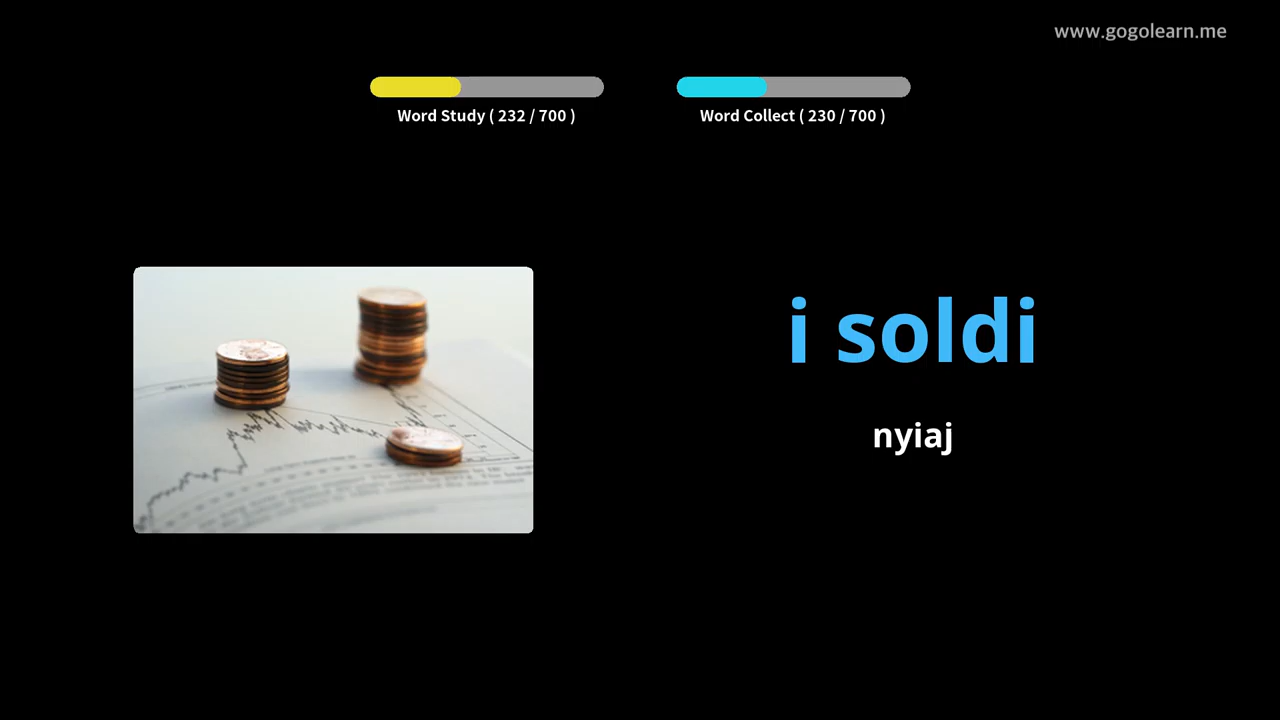 www.gogolearn.me
Word Study ( 232 / 700 )
Word Collect ( 230 / 700 )
i soldi
nyiaj